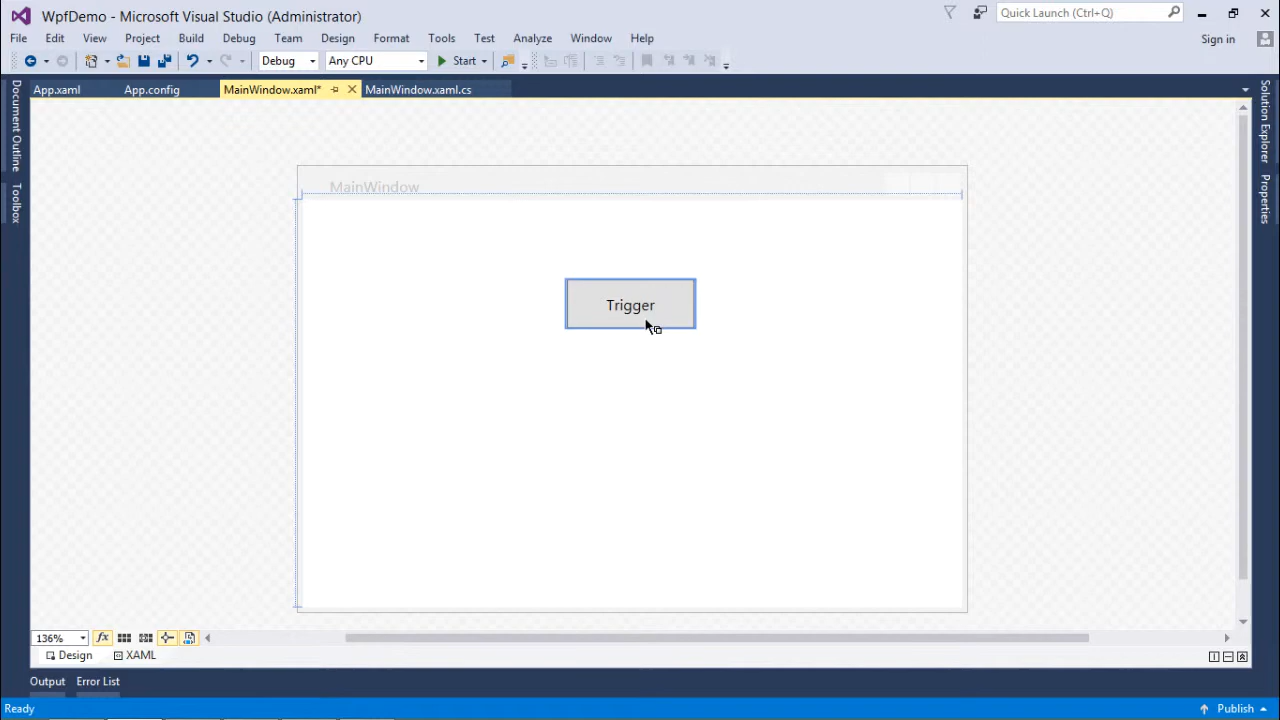 WpfDemo - Microsoft Visual Studio (Administrator)
Quick Launch (Ctrl+Q)
File Edit View Project Build Debug Team Design Format Tools Test Analyze Window Help
Sign in
Debug Any CPU Start
App.xaml App.config MainWindow.xaml* MainWindow.xaml.cs
Document Outline
Toolbox
Solution Explorer
Properties
MainWindow
Trigger
136% fx
Design XAML
Output Error List
Ready Publish